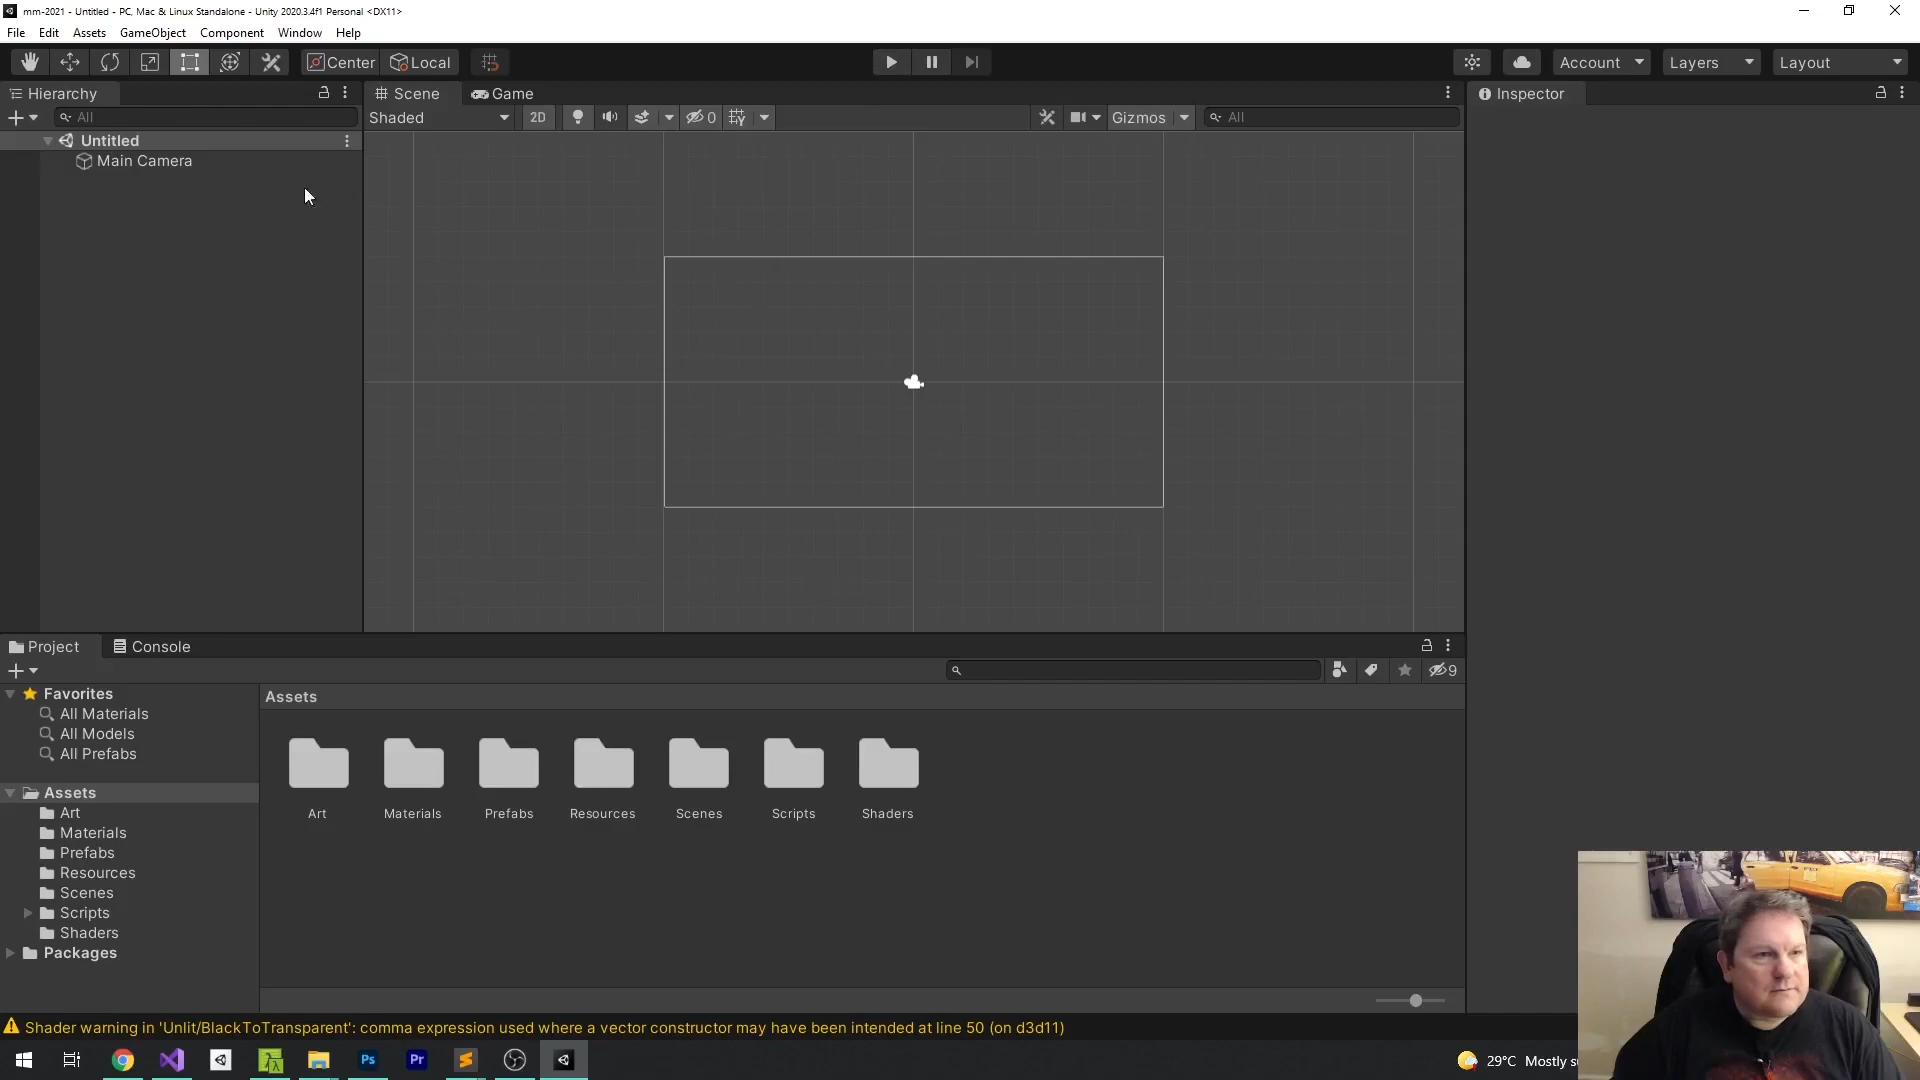 mm-2021 - Untitled - PC, Mac & Linux Standalone - Unity 2020.3.4f1 Personal <DX11>
File Edit Assets GameObject Component Window Help
Center Local Account Layers Layout
Hierarchy
Scene Game
Inspector
All
Shaded 2D 0 Gizmos All
Untitled
Main Camera
Project Console
9
Favorites
All Materials
All Models
All Prefabs
Assets
Art
Materials
Prefabs
Resources
Scenes
Scripts
Shaders
Packages
Assets
Art Materials Prefabs Resources Scenes Scripts Shaders
Shader warning in 'Unlit/BlackToTransparent': comma expression used where a vector constructor may have been intended at line 50 (on d3d11)
Ps Pr
29°C Mostly su